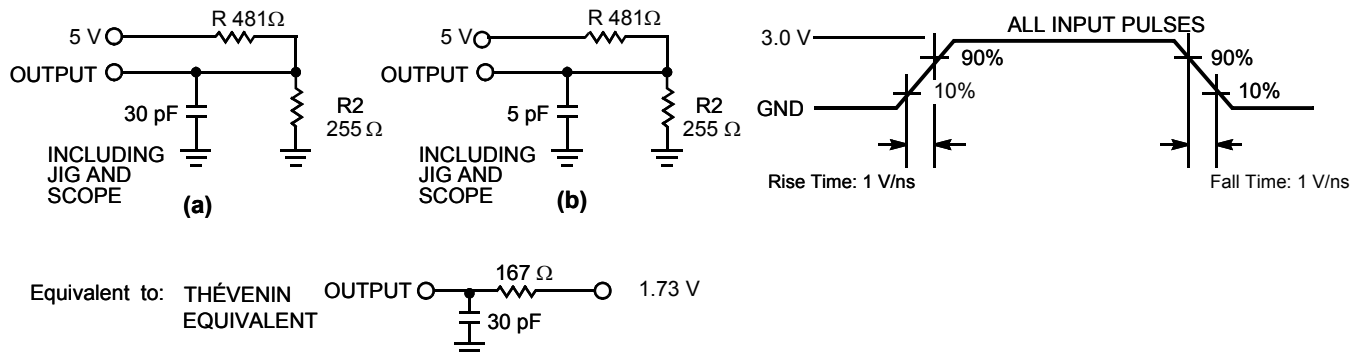 R 481Ω
5 V
OUTPUT
30 pF
R2
255 Ω
INCLUDING
JIG AND
SCOPE
(a)
R 481Ω
5 V
OUTPUT
5 pF
R2
255 Ω
INCLUDING
JIG AND
SCOPE
(b)
ALL INPUT PULSES
3.0 V
90%
10%
GND
90%
10%
Rise Time: 1 V/ns
Fall Time: 1 V/ns
Equivalent to: THÉVENIN
EQUIVALENT
OUTPUT
167 Ω
1.73 V
30 pF